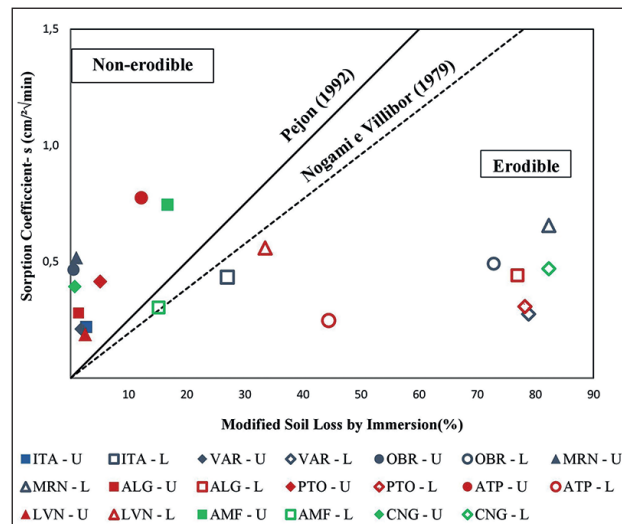 1,5
Non-erodible
Pejon (1992)
Nogami e Villibor (1979)
1,0
Erodible
0,5
Sorption Coefficcient- s (cm/²√min)
10 20 30 40 50 60 70 80 90
Modified Soil Loss by Immersion(%)
ITA - U ITA - L VAR - U VAR - L OBR - U OBR - L MRN - U
MRN - L ALG - U ALG - L PTO - U PTO - L ATP - U ATP - L
LVN - U LVN - L AMF - U AMF - L CNG - U CNG - L